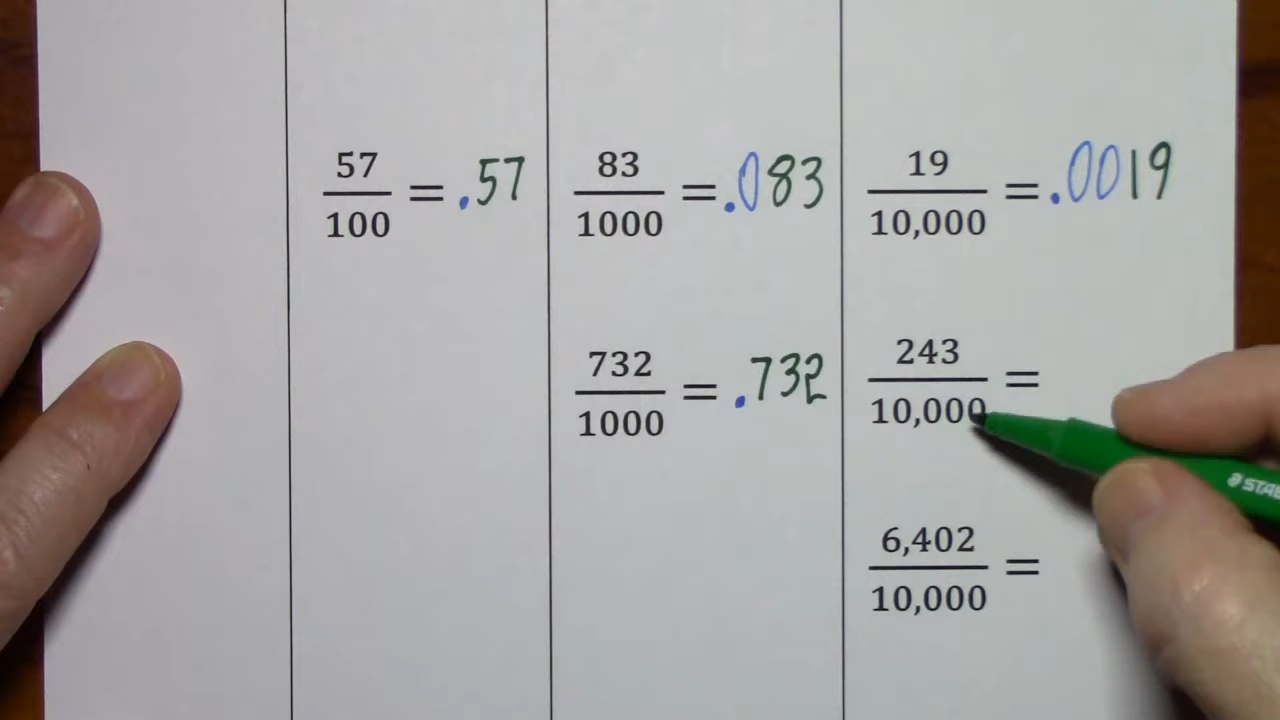 57/100 = .57
83/1000 = .083
19/10,000 = .0019
732/1000 = .732
243/10,000 =
6,402/10,000 =